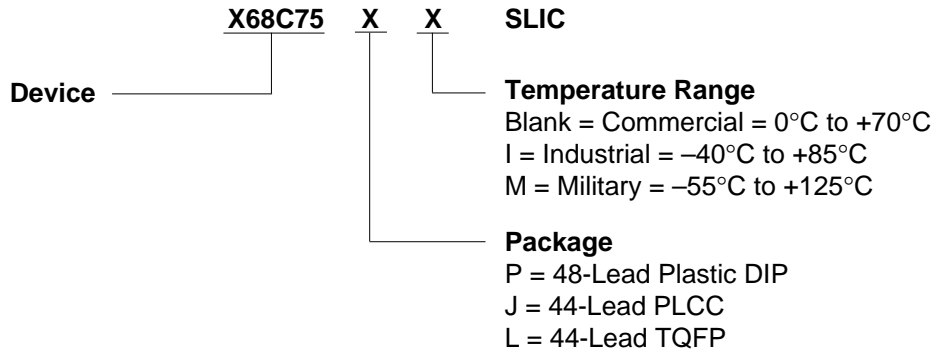 X68C75 X X SLIC
Device
Temperature Range
Blank = Commercial = 0°C to +70°C
I = Industrial = –40°C to +85°C
M = Military = –55°C to +125°C
Package
P = 48-Lead Plastic DIP
J = 44-Lead PLCC
L = 44-Lead TQFP